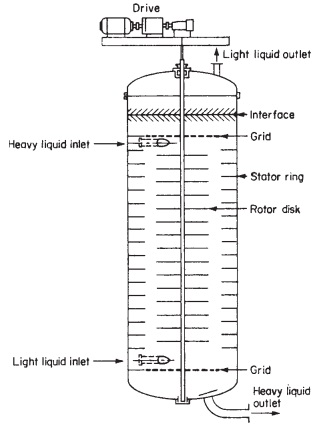 Drive
Light liquid outlet
Interface
Grid
Heavy liquid inlet
Stator ring
Rotor disk
Light liquid inlet
Grid
Heavy liquid
outlet